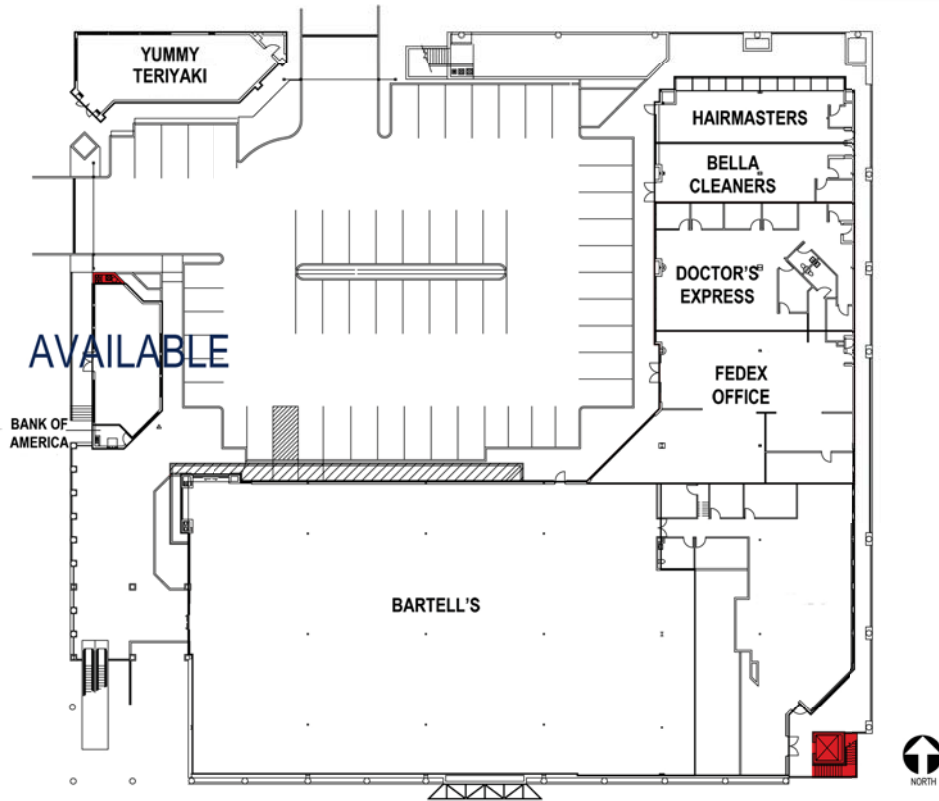 YUMMY
TERIYAKI
HAIRMASTERS
BELLA
CLEANERS
DOCTOR'S
EXPRESS
AVAILABLE
FEDEX
OFFICE
BANK OF
AMERICA
BARTELL'S
NORTH